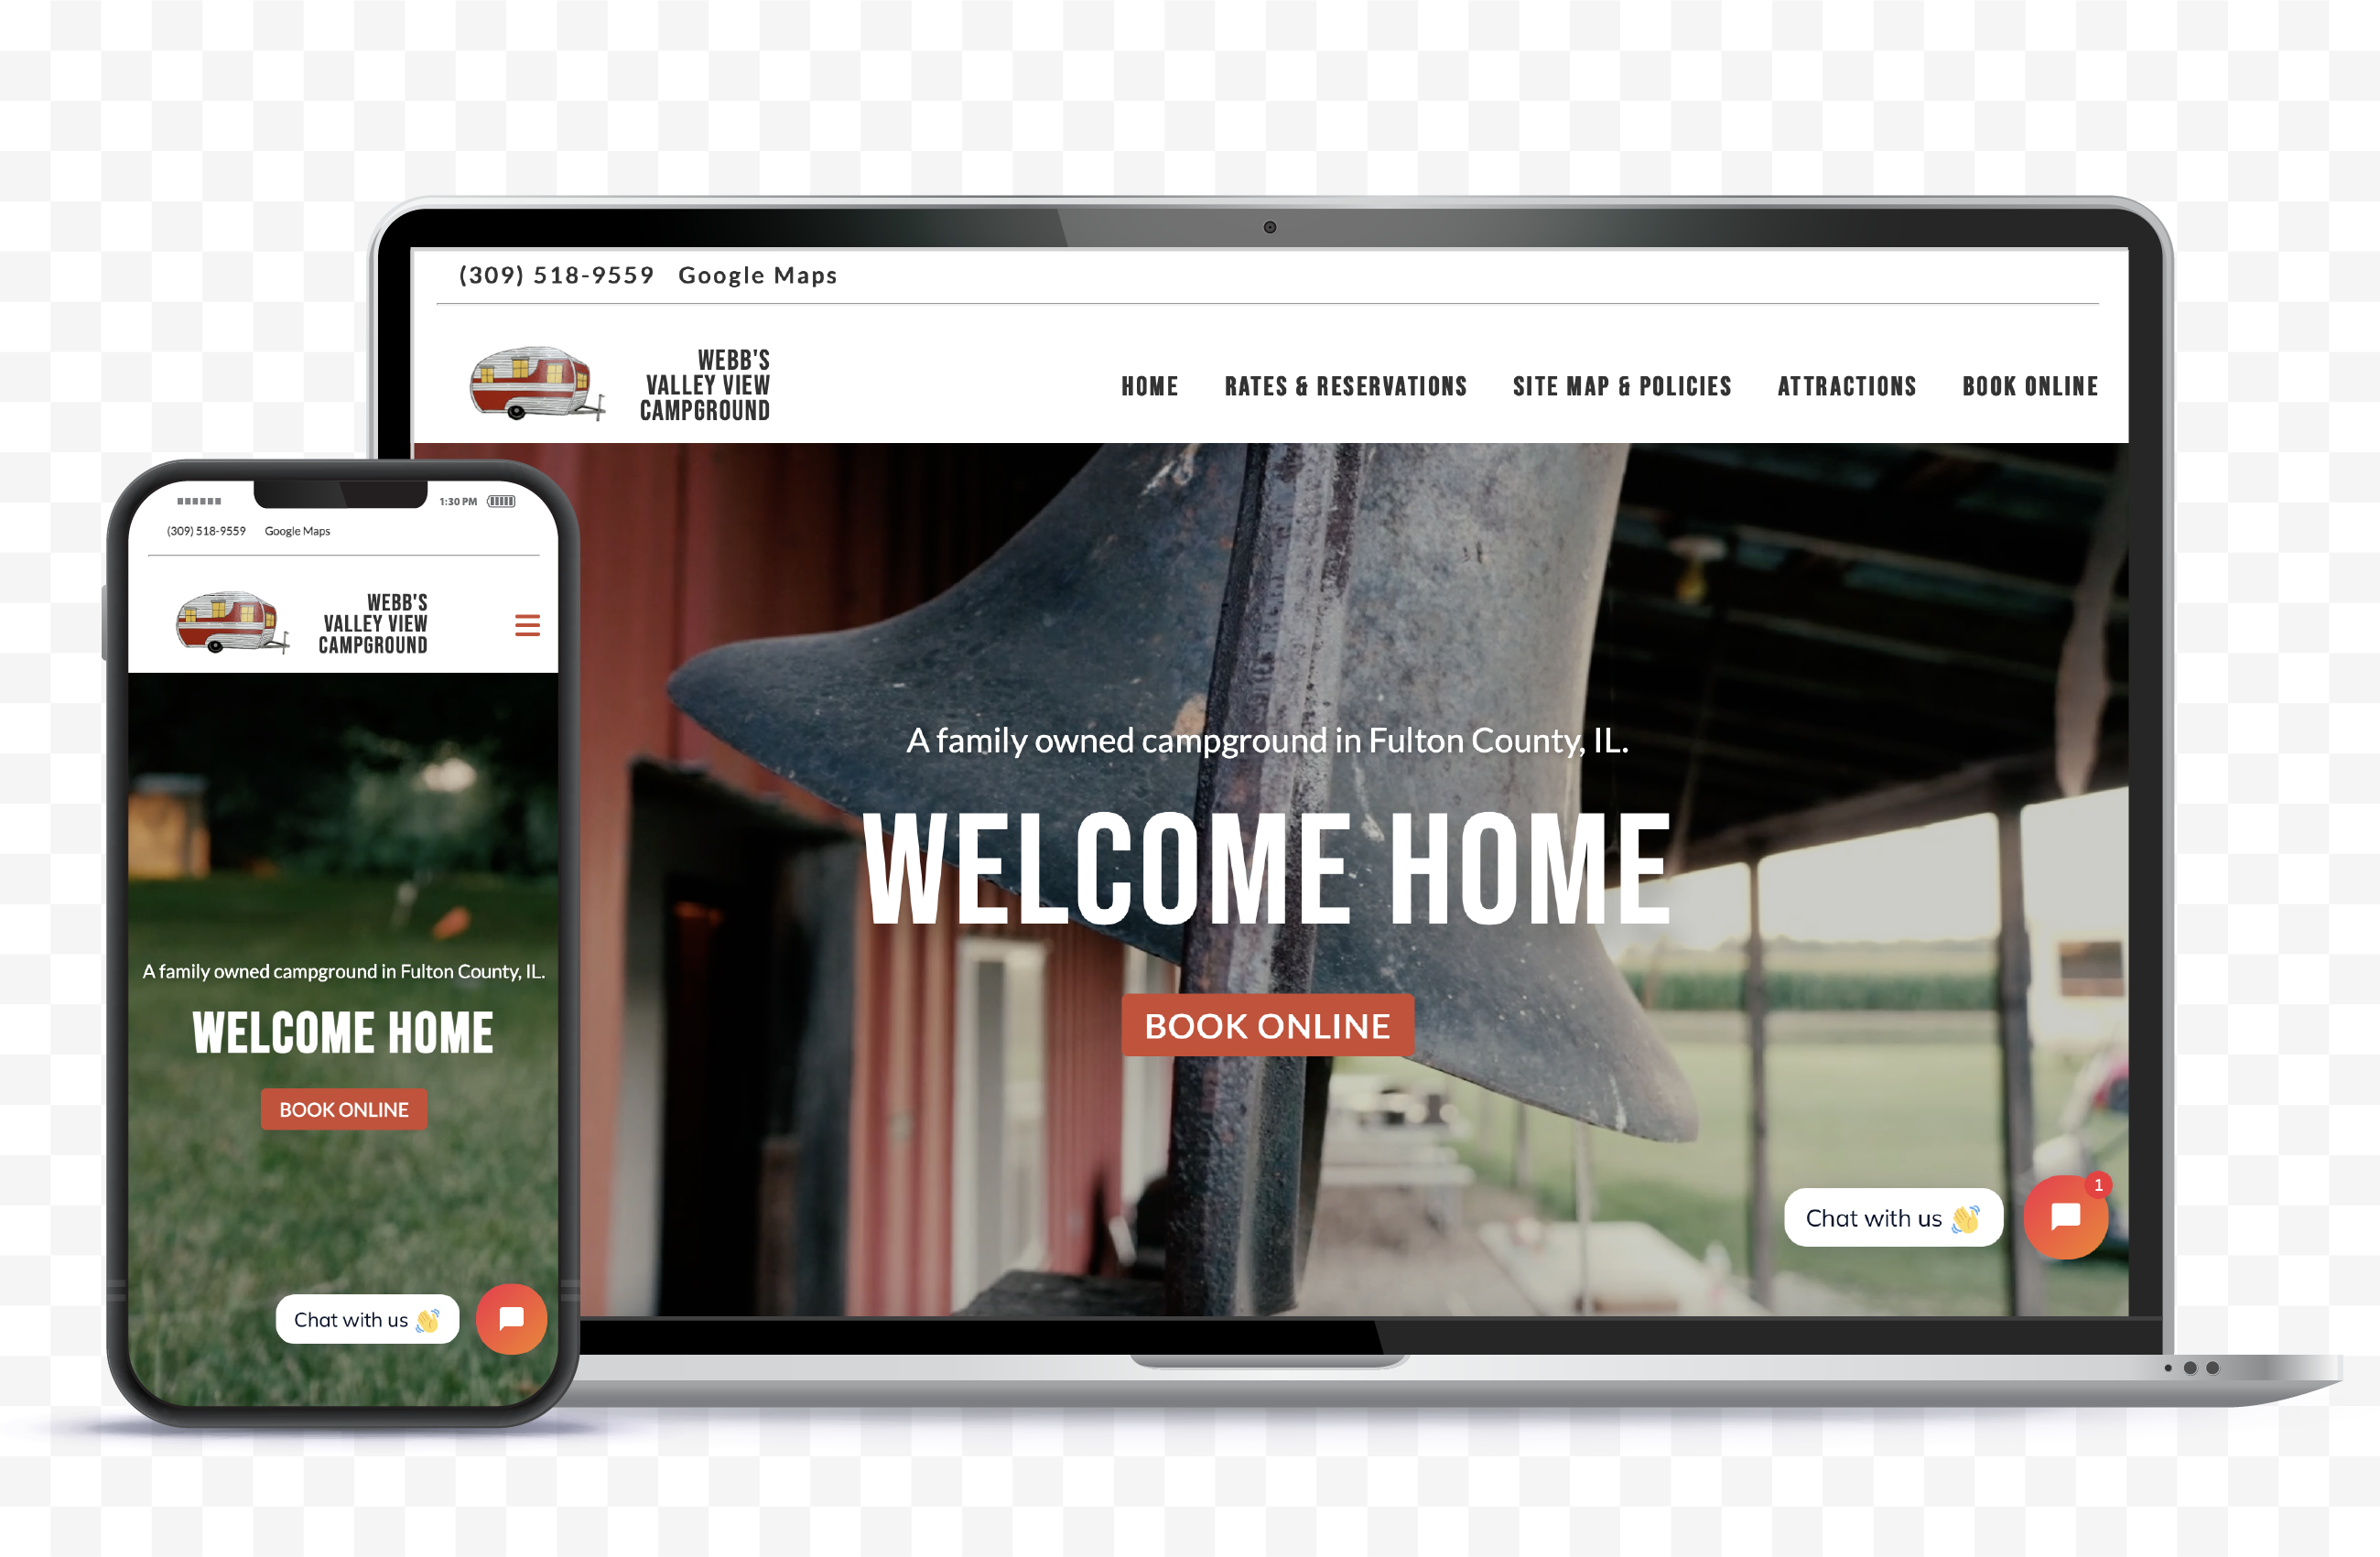 (309) 518-9559 Google Maps
WEBB'S
VALLEY VIEW
CAMPGROUND
HOME RATES & RESERVATIONS SITE MAP & POLICIES ATTRACTIONS BOOK ONLINE
A family owned campground in Fulton County, IL.
WELCOME HOME
BOOK ONLINE
Chat with us 👋
1
1:30 PM
(309) 518-9559 Google Maps
WEBB'S
VALLEY VIEW
CAMPGROUND
A family owned campground in Fulton County, IL.
WELCOME HOME
BOOK ONLINE
Chat with us 👋